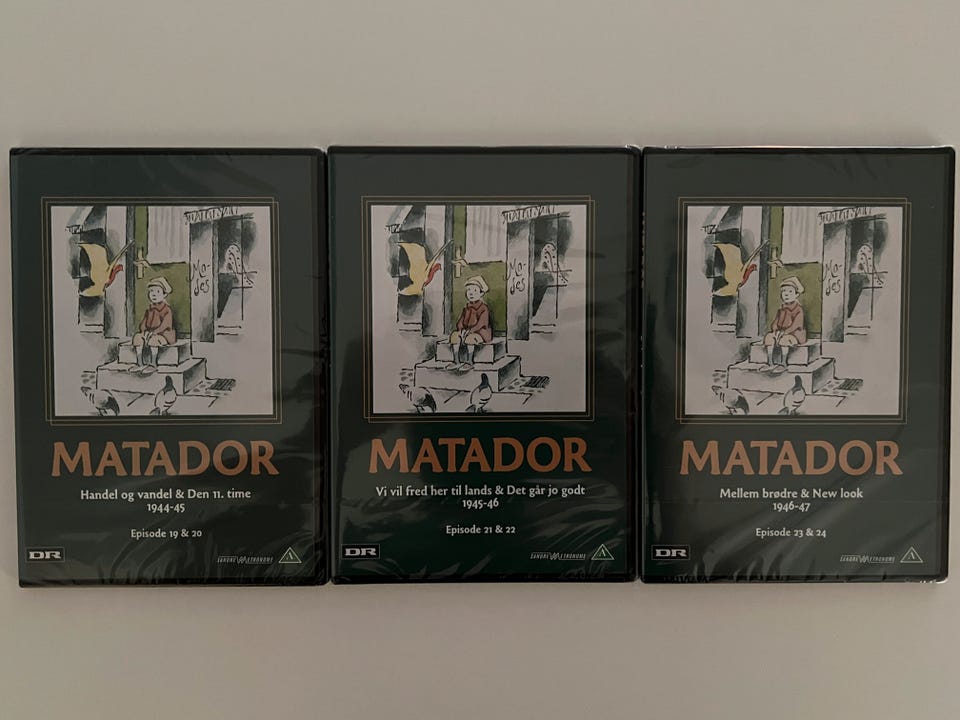 Mo-
des
MATADOR
Handel og vandel & Den 11. time
1944-45
Episode 19 & 20
DR
NORDISK
A
Mo-
des
MATADOR
Vi vil fred her til lands & Det går jo godt
1945-46
Episode 21 & 22
DR
A
Mo-
des
MATADOR
Mellem brødre & New look
1946-47
Episode 23 & 24
DR
A